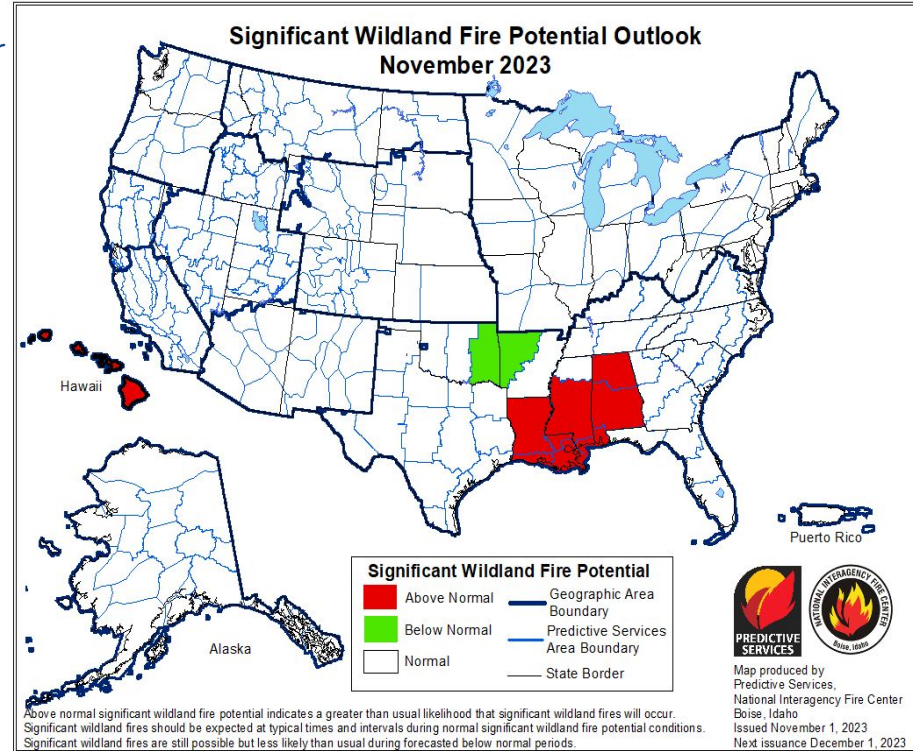 Significant Wildland Fire Potential Outlook
November 2023
Hawaii
Alaska
Puerto Rico
Significant Wildland Fire Potential
Above Normal
Below Normal
Normal
Geographic Area
Boundary
Predictive Services
Area Boundary
State Border
PREDICTIVE
SERVICES
NATIONAL INTERAGENCY FIRE CENTER
Boise, Idaho
Map produced by
Predictive Services,
National Interagency Fire Center
Boise, Idaho
Issued November 1, 2023
Next issuance December 1, 2023
Above normal significant wildland fire potential indicates a greater than usual likelihood that significant wildland fires will occur.
Significant wildland fires should be expected at typical times and intervals during normal significant wildland fire potential conditions.
Significant wildland fires are still possible but less likely than usual during forecasted below normal periods.